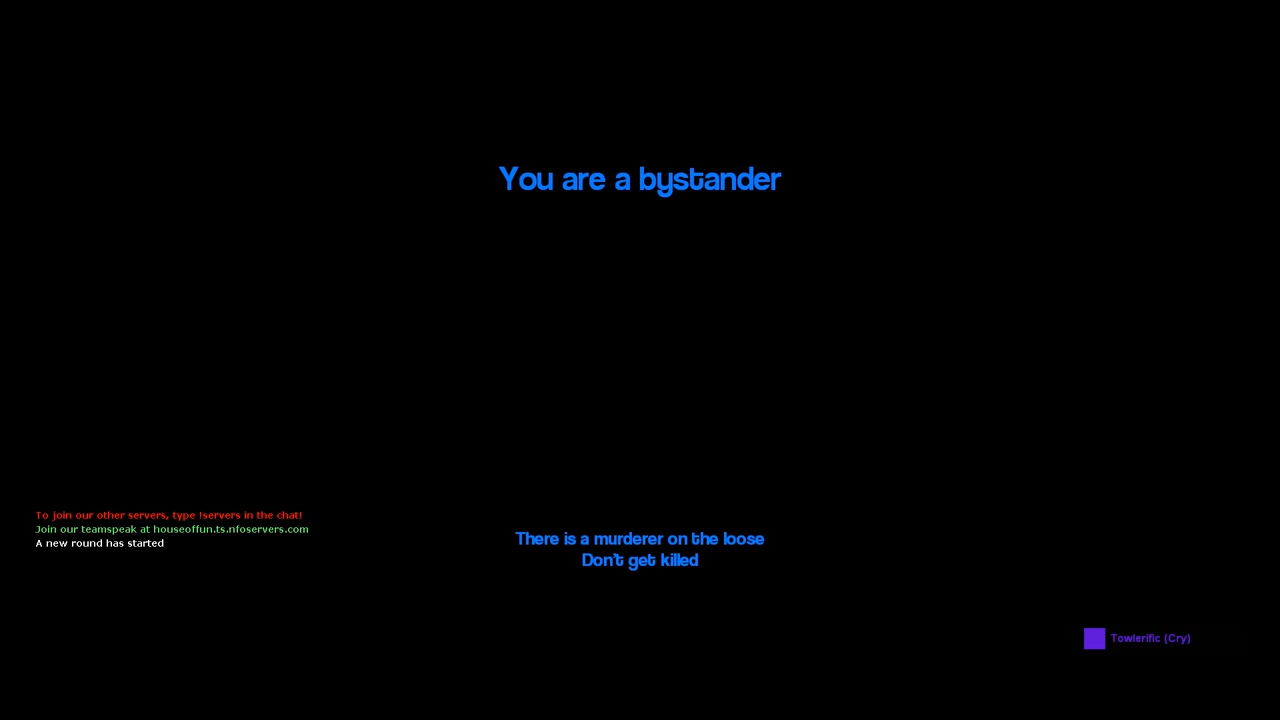 You are a bystander
To join our other servers, type !servers in the chat!
Join our teamspeak at houseoffun.ts.nfoservers.com
A new round has started
There is a murderer on the loose
Don't get killed
Towlerific (Cry)